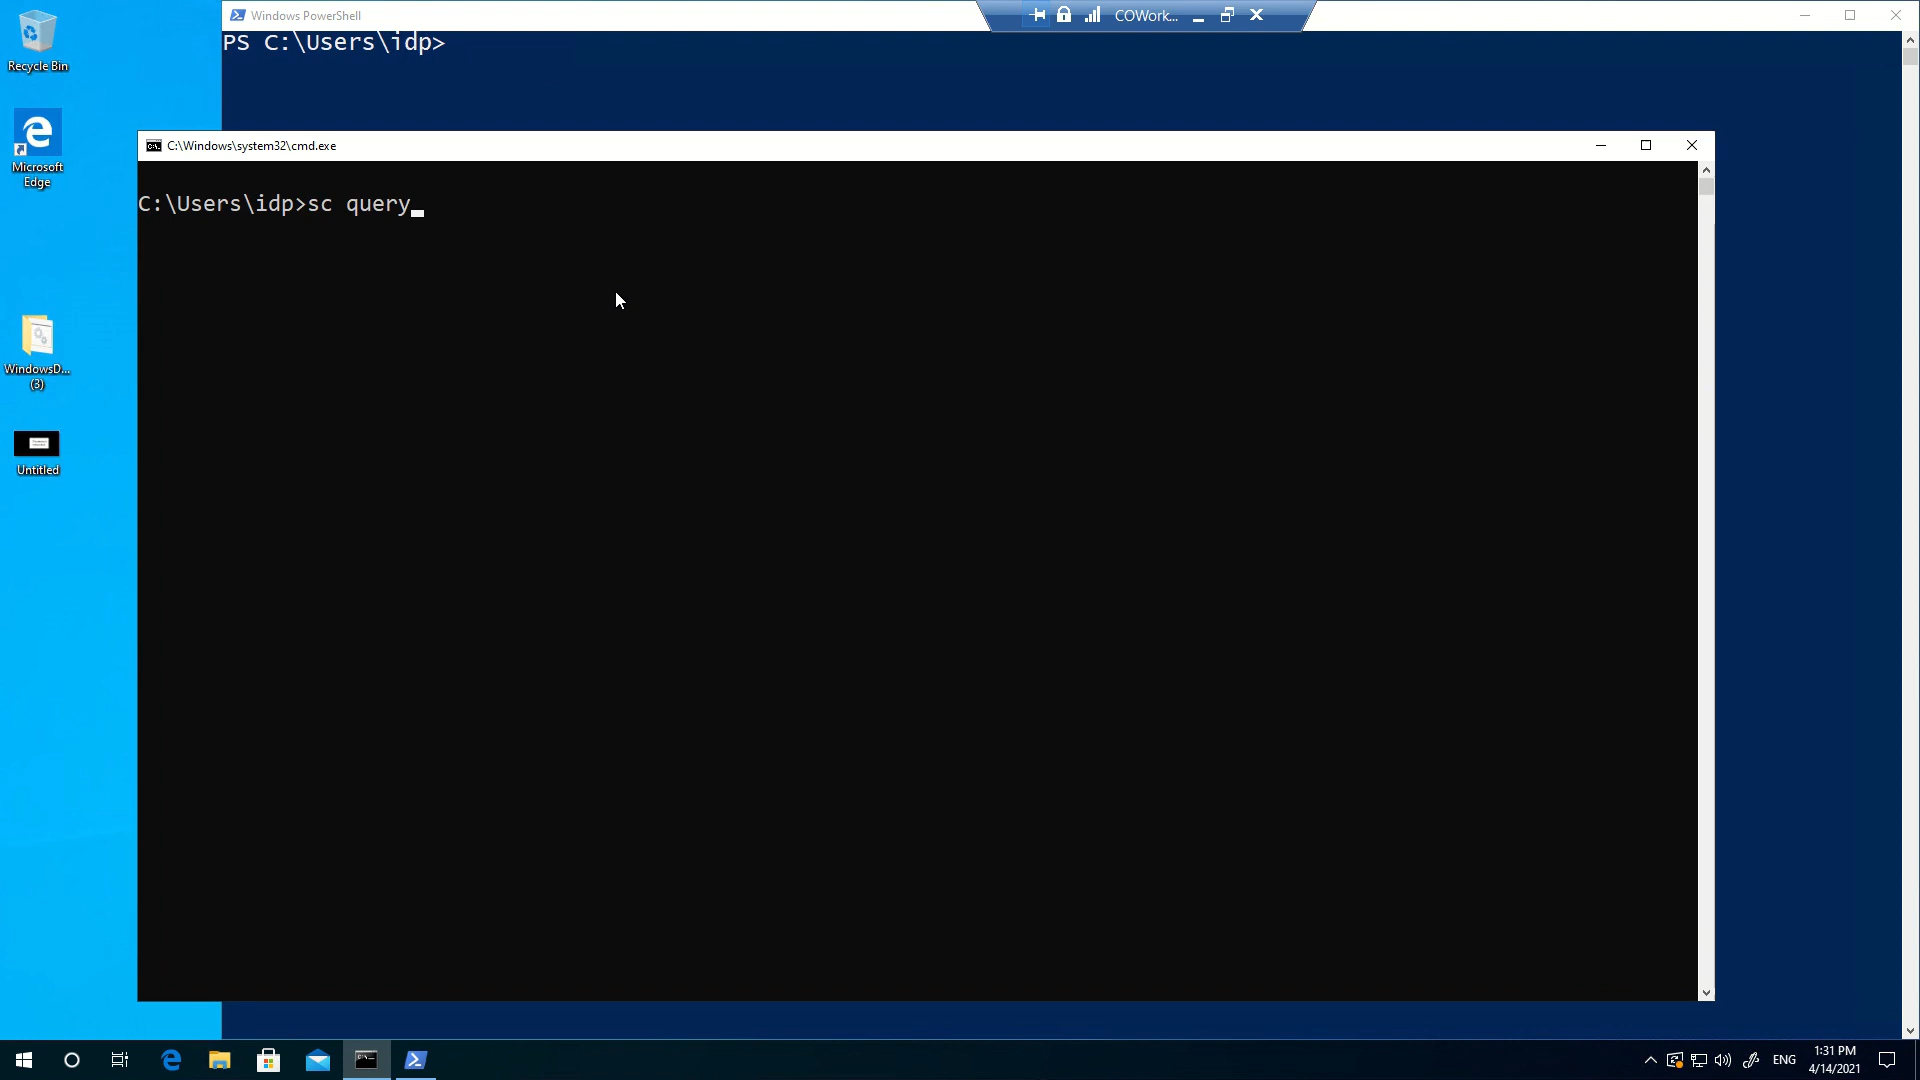 Recycle Bin
Microsoft
Edge
WindowsD...
(3)
Untitled
Windows PowerShell
COWork...
PS C:\Users\idp>
C:\Windows\system32\cmd.exe
C:\Users\idp>sc query
ENG
1:31 PM
4/14/2021